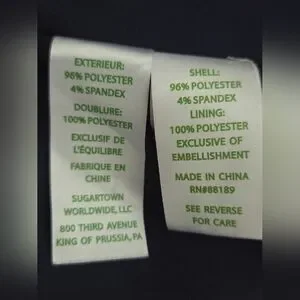 EXTERIEUR:
96% POLYESTER
4% SPANDEX
DOUBLURE:
100% POLYESTER
EXCLUSIF DE
L'ÉQUILIBRE
FABRIQUE EN
CHINE
SUGARTOWN
WORLDWIDE, LLC
800 THIRD AVENUE
KING OF PRUSSIA, PA
SHELL:
96% POLYESTER
4% SPANDEX
LINING:
100% POLYESTER
EXCLUSIVE OF
EMBELLISHMENT
MADE IN CHINA
RN#88189
SEE REVERSE
FOR CARE